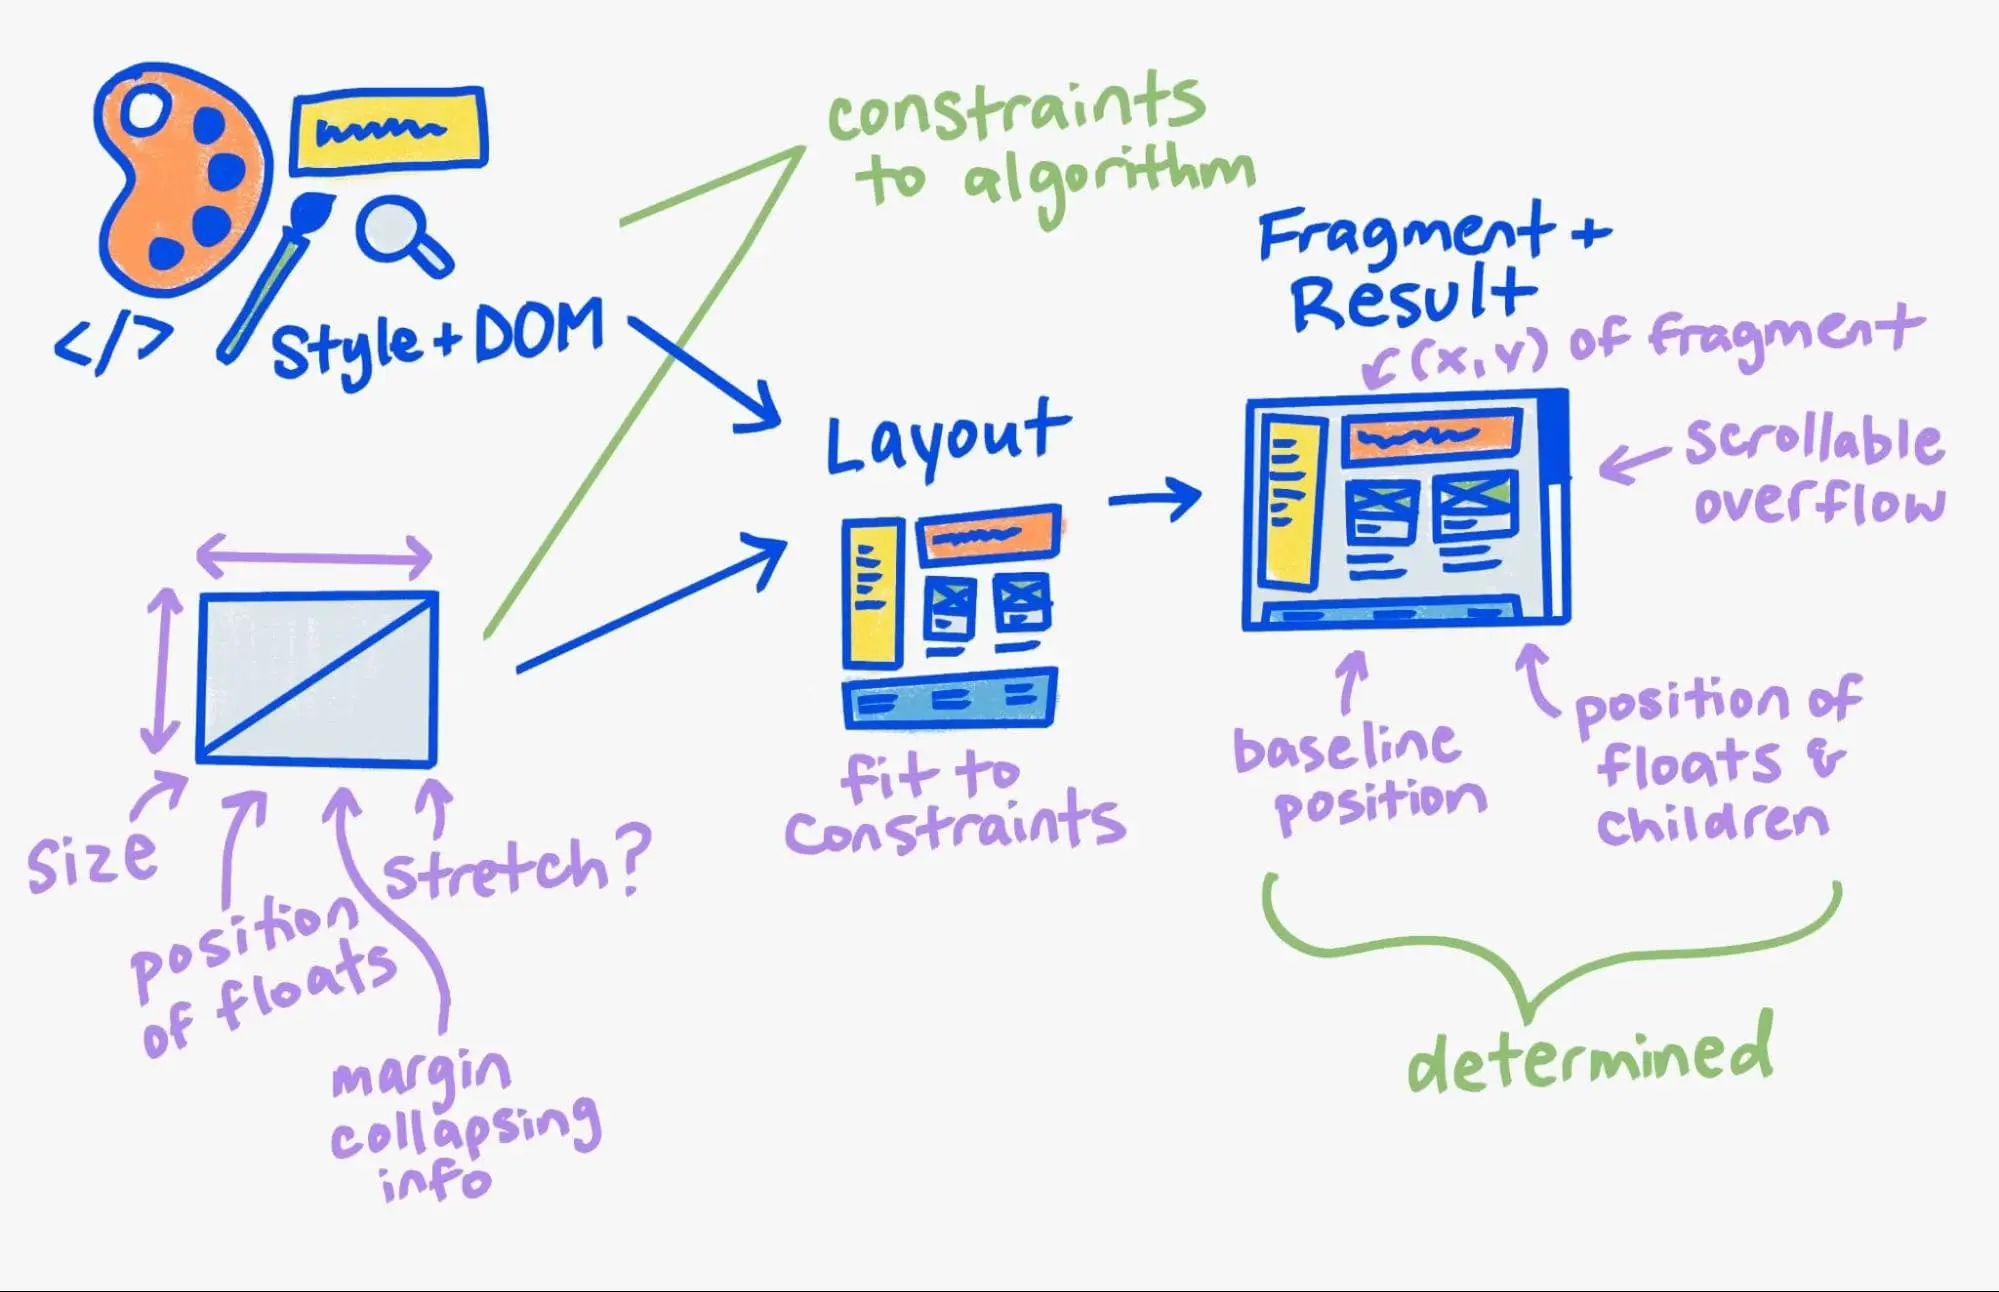 constraints
to algorithm
</>
Style + DOM
Fragment +
Result
(x, y) of fragment
scrollable
overflow
Layout
fit to
constraints
size
position
of floats
margin
collapsing
info
stretch?
baseline
position
position of
floats &
children
determined